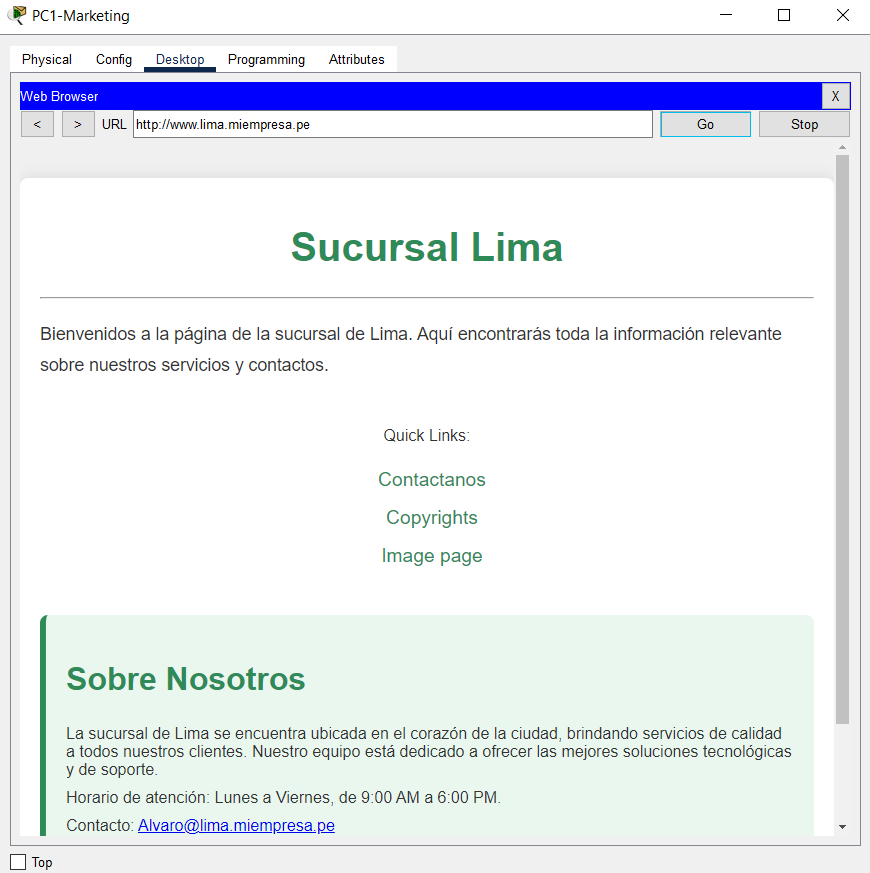 PC1-Marketing
Physical Config Desktop Programming Attributes
Web Browser X
< > URL http://www.lima.miempresa.pe Go Stop
Sucursal Lima
Bienvenidos a la página de la sucursal de Lima. Aquí encontrarás toda la información relevante
sobre nuestros servicios y contactos.
Quick Links:
Contactanos
Copyrights
Image page
Sobre Nosotros
La sucursal de Lima se encuentra ubicada en el corazón de la ciudad, brindando servicios de calidad
a todos nuestros clientes. Nuestro equipo está dedicado a ofrecer las mejores soluciones tecnológicas
y de soporte.
Horario de atención: Lunes a Viernes, de 9:00 AM a 6:00 PM.
Contacto: Alvaro@lima.miempresa.pe
Top